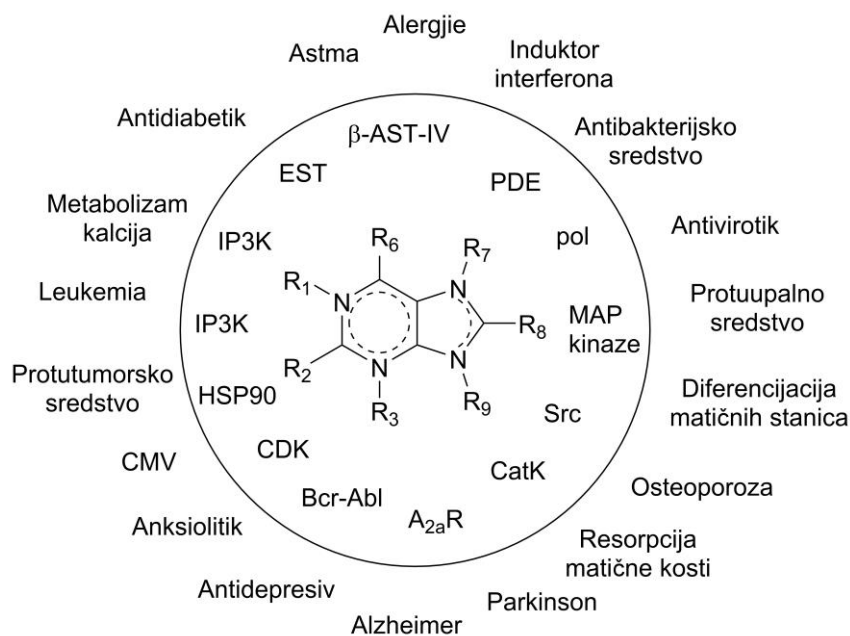 Alergjie
Astma
Induktor
interferona
Antidiabetik
β-AST-IV
Antibakterijsko
sredstvo
EST
PDE
Metabolizam
kalcija
IP3K
R6
R7
pol
Antivirotik
Leukemia
R1
N
N
IP3K
R8
MAP
kinaze
Protuupalno
sredstvo
Protutumorsko
sredstvo
R2
N
N
HSP90
R3
R9
Src
Diferencijacija
matičnih stanica
CMV
CDK
CatK
Osteoporoza
Bcr-Abl
A2aR
Anksiolitik
Resorpcija
matične kosti
Antidepresiv
Parkinson
Alzheimer